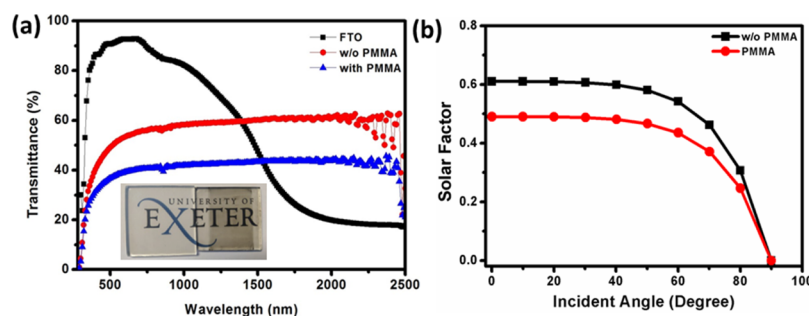 (a)
FTO
w/o PMMA
with PMMA
Transmittance (%)
100
80
60
40
20
0
UNIVERSITY OF
EXETER
500
1000
1500
2000
2500
Wavelength (nm)
(b)
w/o PMMA
PMMA
Solar Factor
0.8
0.6
0.4
0.2
0.0
0
20
40
60
80
100
Incident Angle (Degree)